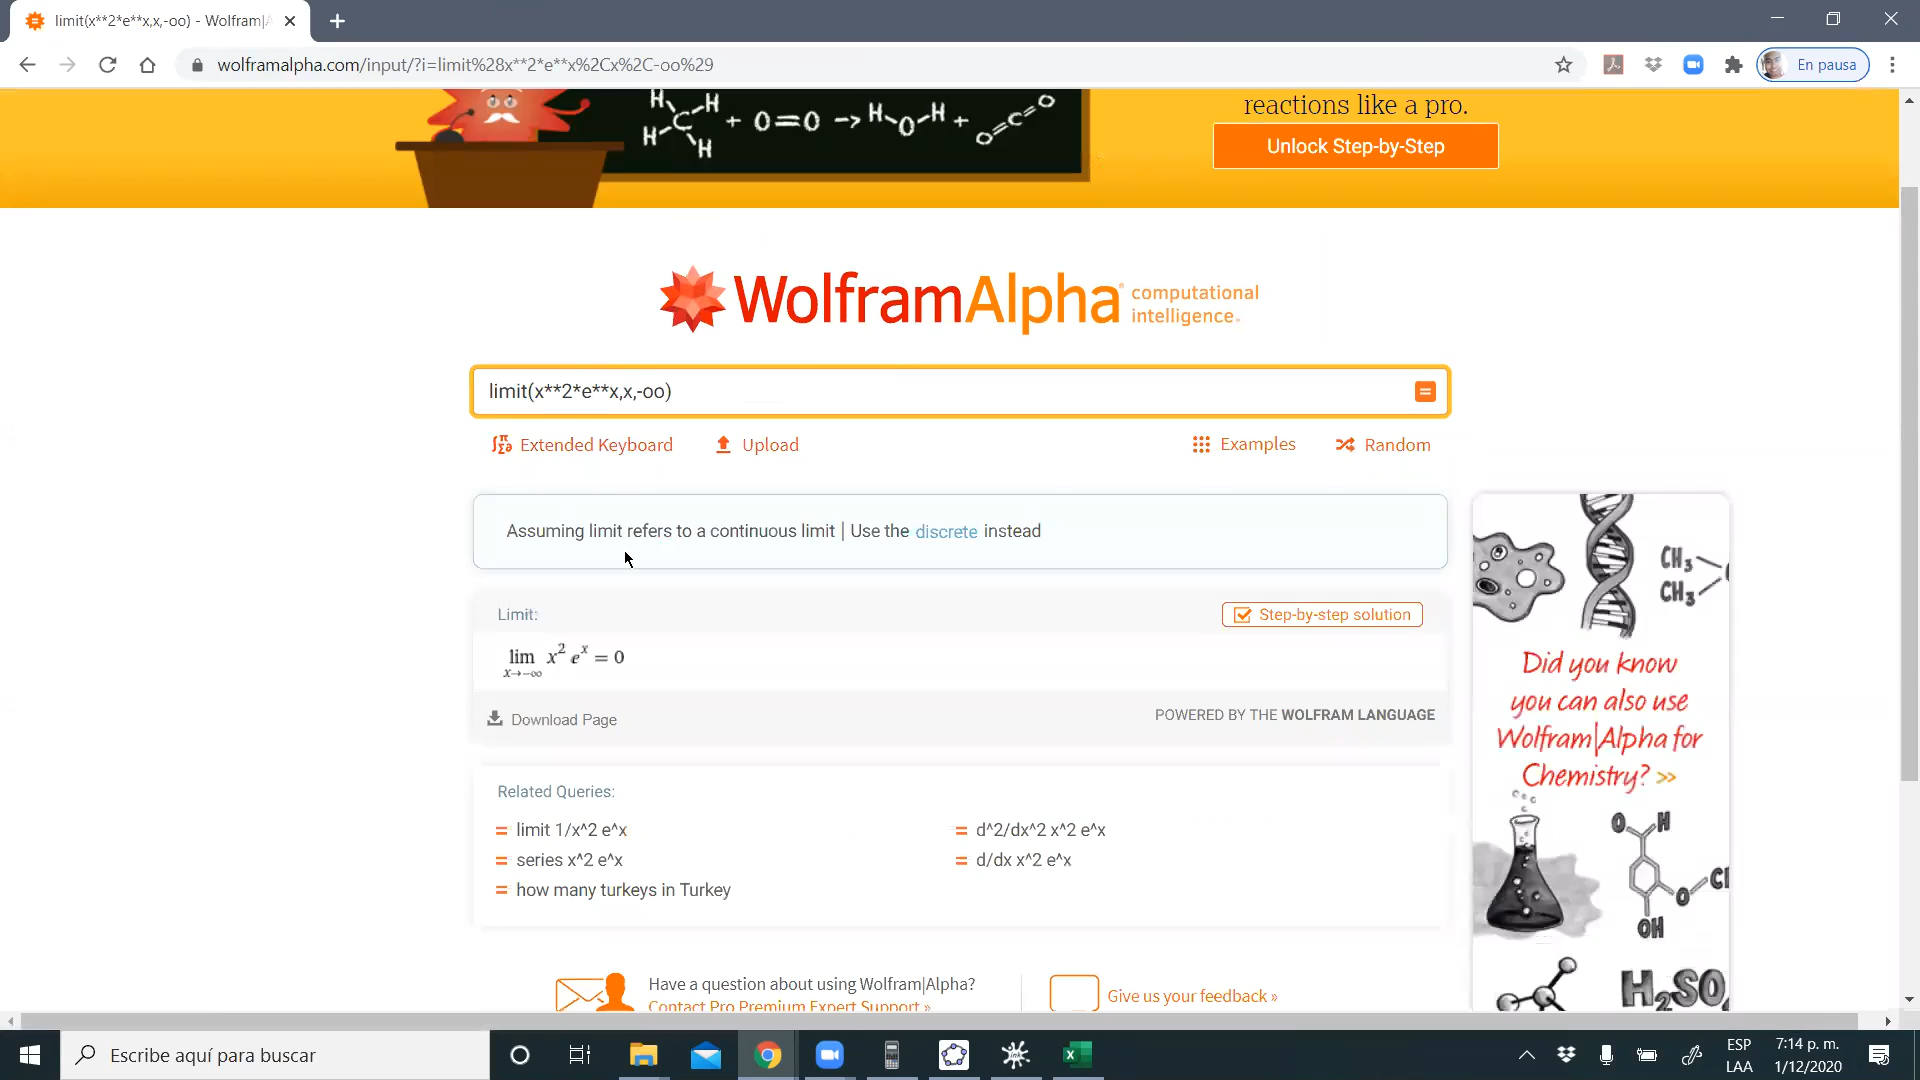 limit(x**2*e**x,x,-oo) - Wolfram|A
wolframalpha.com/input/?i=limit%28x**2*e**x%2Cx%2C-oo%29
En pausa
H H H H C + O=O -> H-O-H + O=C=O
reactions like a pro.
Unlock Step-by-Step
WolframAlpha computational intelligence.
limit(x**2*e**x,x,-oo)
Extended Keyboard Upload Examples Random
Assuming limit refers to a continuous limit | Use the discrete instead
Limit:
Step-by-step solution
lim x→-∞ x² eˣ = 0
Download Page
POWERED BY THE WOLFRAM LANGUAGE
Related Queries:
= limit 1/x^2 e^x
= d^2/dx^2 x^2 e^x
= series x^2 e^x
= d/dx x^2 e^x
= how many turkeys in Turkey
CH3
CH3
Did you know
you can also use
Wolfram|Alpha for
Chemistry? »
O H
O
OH
H2SO
Have a question about using Wolfram|Alpha?
Contact Pro Premium Expert Support »
Give us your feedback »
Escribe aquí para buscar
ESP
LAA
7:14 p. m.
1/12/2020